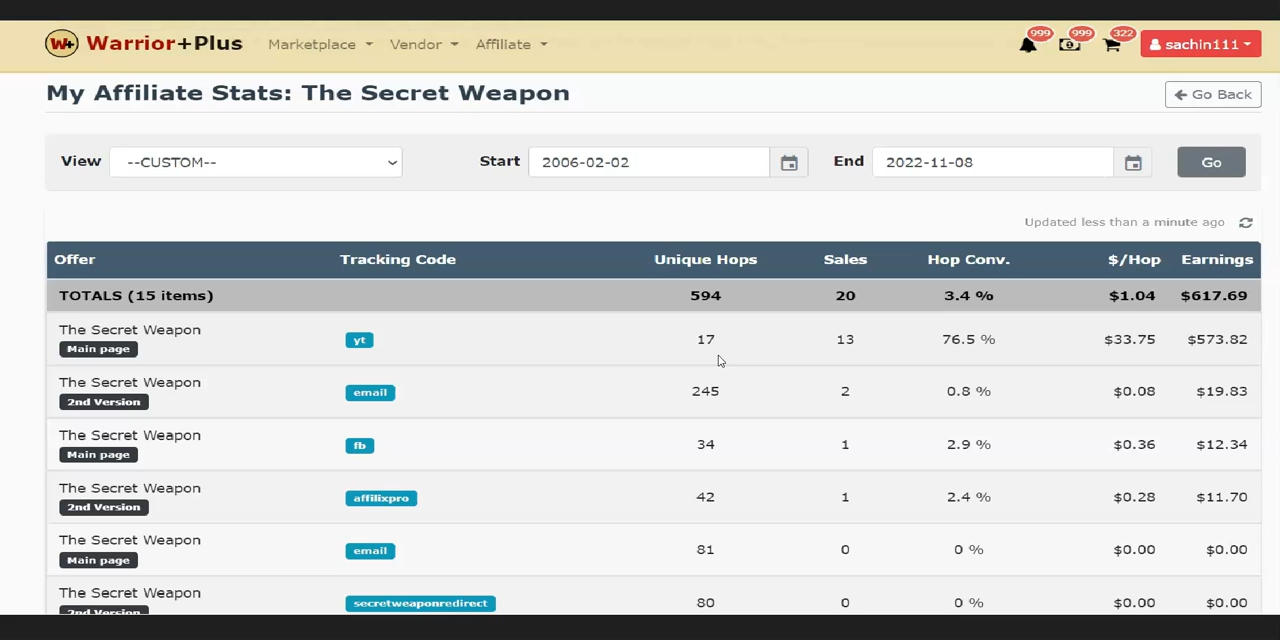 Warrior+Plus Marketplace Vendor Affiliate 999 999 322 sachin111
My Affiliate Stats: The Secret Weapon Go Back
View --CUSTOM-- Start 2006-02-02 End 2022-11-08 Go
Updated less than a minute ago
Offer Tracking Code Unique Hops Sales Hop Conv. $/Hop Earnings
TOTALS (15 items) 594 20 3.4 % $1.04 $617.69
The Secret Weapon
Main page yt 17 13 76.5 % $33.75 $573.82
The Secret Weapon
2nd Version email 245 2 0.8 % $0.08 $19.83
The Secret Weapon
Main page fb 34 1 2.9 % $0.36 $12.34
The Secret Weapon
2nd Version affilixpro 42 1 2.4 % $0.28 $11.70
The Secret Weapon
Main page email 81 0 0 % $0.00 $0.00
The Secret Weapon
2nd Version secretweaponredirect 80 0 0 % $0.00 $0.00